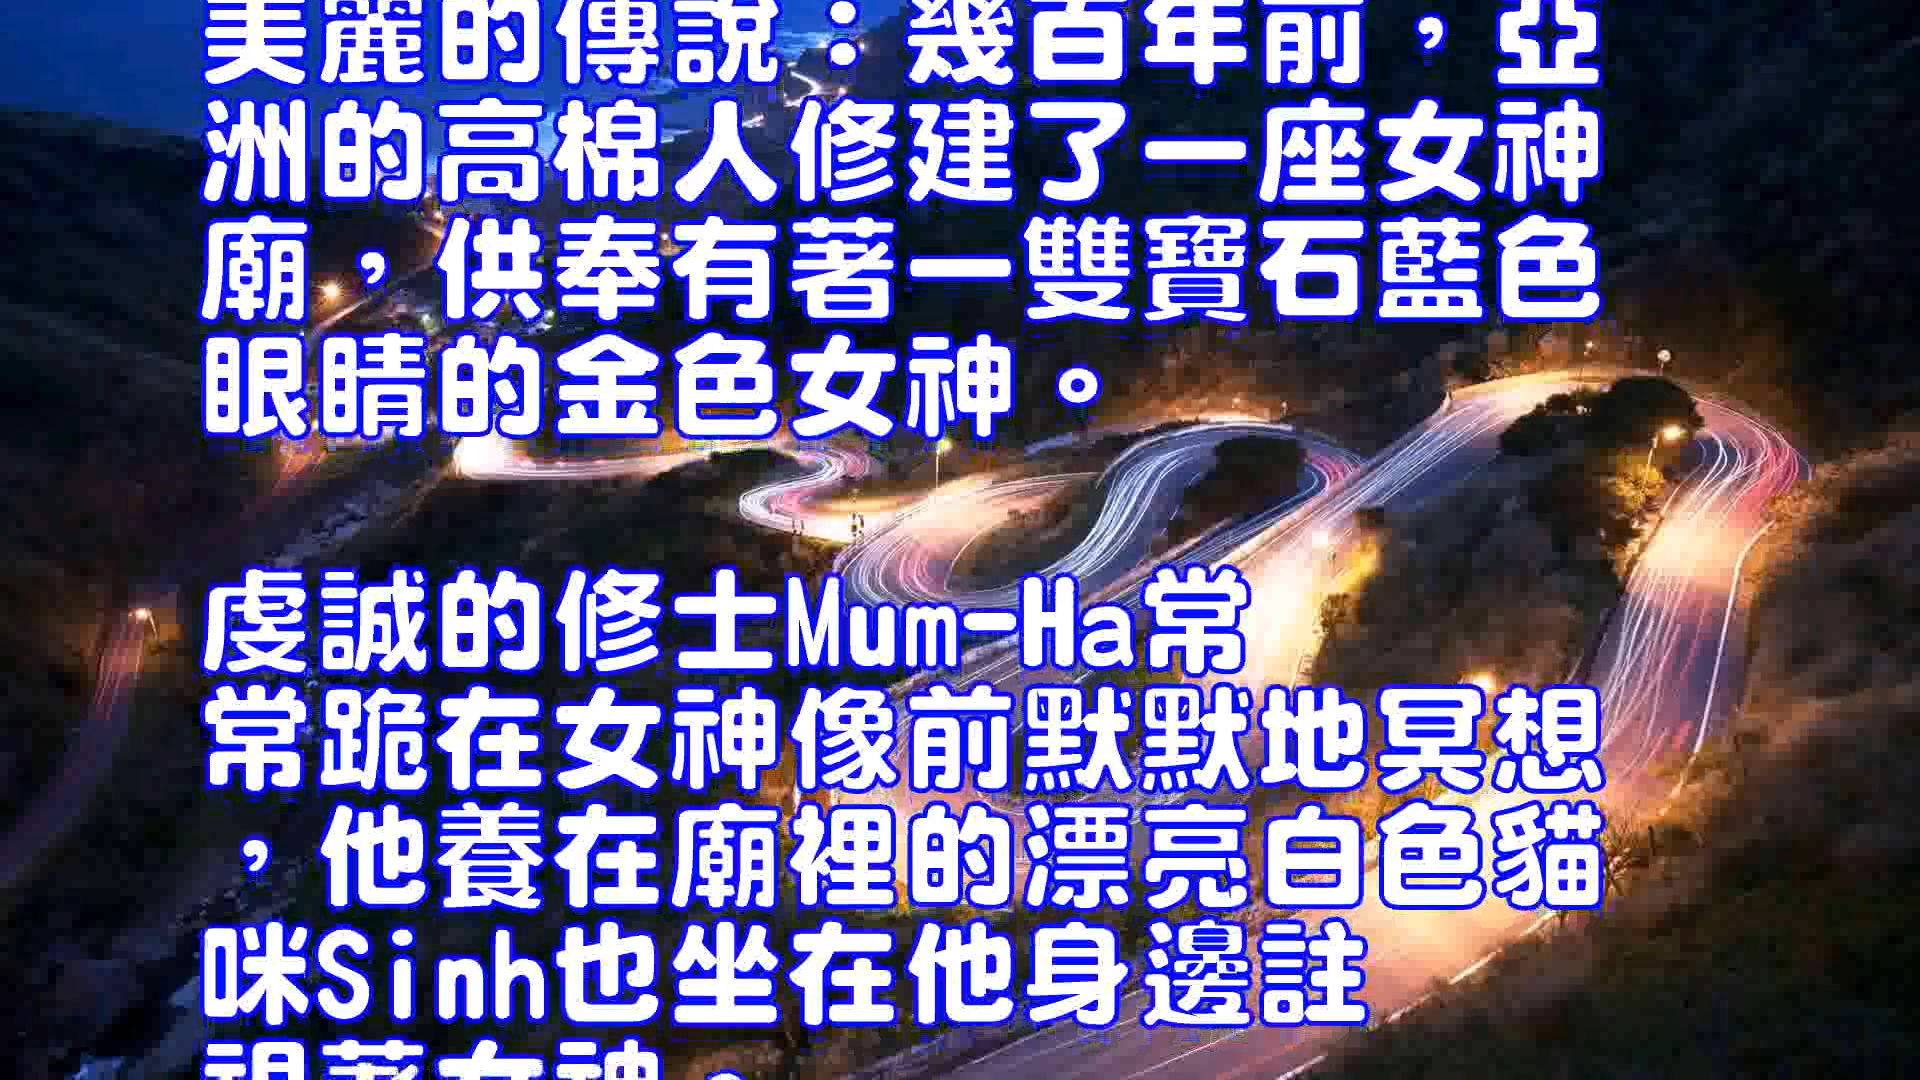 美麗的傳說：幾百年前，亞
洲的高棉人修建了一座女神
廟，供奉有著一雙寶石藍色
眼睛的金色女神。
虔誠的修士Mum-Ha常
常跪在女神像前默默地冥想
，他養在廟裡的漂亮白色貓
咪Sinh也坐在他身邊註
視著女神。